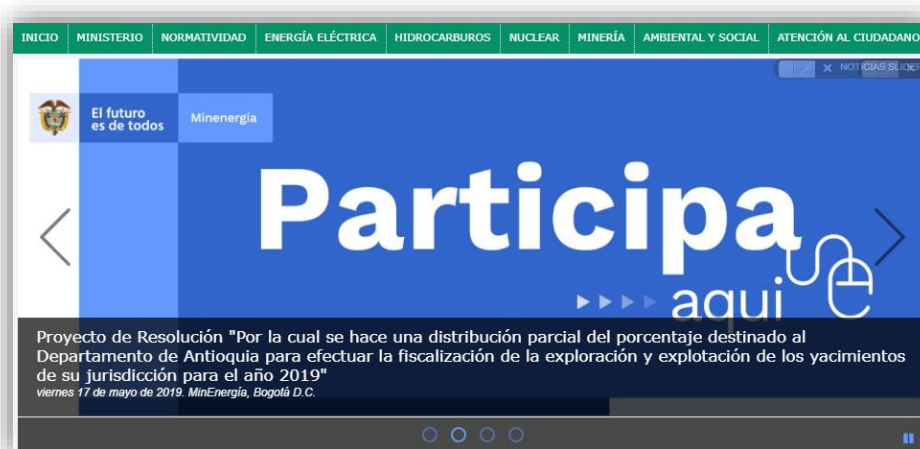 INICIO MINISTERIO NORMATIVIDAD ENERGÍA ELÉCTRICA HIDROCARBUROS NUCLEAR MINERÍA AMBIENTAL Y SOCIAL ATENCIÓN AL CIUDADANO
NOTICIAS SLIDER
El futuro
es de todos
Minenergía
Participa
aqui
Proyecto de Resolución "Por la cual se hace una distribución parcial del porcentaje destinado al
Departamento de Antioquia para efectuar la fiscalización de la exploración y explotación de los yacimientos
de su jurisdicción para el año 2019"
viernes 17 de mayo de 2019. MinEnergía, Bogotá D.C.